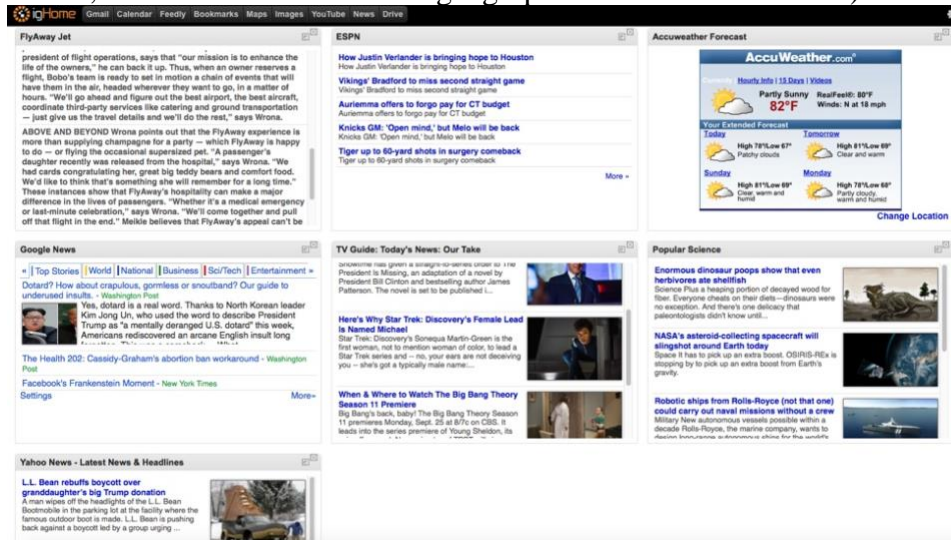 igHome Gmail Calendar Feedly Bookmarks Maps Images YouTube News Drive
FlyAway Jet
president of flight operations, says that "our mission is to enhance the
life of the owners," he can back it up. Thus, when an owner reserves a
flight, Bobo's team is ready to set in motion a chain of events that will
have them in the air, headed wherever they want to go, in a matter of
hours. "We'll go ahead and figure out the best airport, the best aircraft,
coordinate third-party services like catering and ground transportation
— just give us the travel details and we'll do the rest," says Wrona.
ABOVE AND BEYOND Wrona points out that the FlyAway experience is
more than supplying champagne for a party — which FlyAway is happy
to do — or flying the occasional supersized pet. "A passenger's
daughter recently was released from the hospital," says Wrona. "We
had cards congratulating her, great big teddy bears and comfort food.
We'd like to think that's something she will remember for a long time."
These instances show that FlyAway's hospitality can make a major
difference in the lives of passengers. "Whether it's a medical emergency
or last-minute celebration," says Wrona. "We'll come together and pull
off that flight in the end." Meikle believes that FlyAway's appeal can't be
ESPN
How Justin Verlander is bringing hope to Houston
How Justin Verlander is bringing hope to Houston
Vikings' Bradford to miss second straight game
Vikings' Bradford to miss second straight game
Auriemma offers to forgo pay for CT budget
Auriemma offers to forgo pay for CT budget
Knicks GM: 'Open mind,' but Melo will be back
Knicks GM: 'Open mind,' but Melo will be back
Tiger up to 60-yard shots in surgery comeback
Tiger up to 60-yard shots in surgery comeback
More »
Accuweather Forecast
AccuWeather.com
Currently Hourly Info | 15 Days | Videos
Partly Sunny RealFeel®: 80°F
82°F Winds: N at 18 mph
Your Extended Forecast
Today Tomorrow
High 78°/Low 67° High 81°/Low 69°
Patchy clouds Clear and warm
Sunday Monday
High 81°/Low 69° High 78°/Low 68°
Clear, warm and Partly cloudy,
humid warm and humid
Change Location
Google News
« Top Stories World National Business Sci/Tech Entertainment »
Dotard? How about crapulous, gormless or snoutband? Our guide to
underused insults. - Washington Post
Yes, dotard is a real word. Thanks to North Korean leader
Kim Jong Un, who used the word to describe President
Trump as "a mentally deranged U.S. dotard" this week,
Americans rediscovered an arcane English insult long
The Health 202: Cassidy-Graham's abortion ban workaround - Washington
Post
Facebook's Frankenstein Moment - New York Times
Settings More»
TV Guide: Today's News: Our Take
Showtime has given a straight-to-series order to The
President Is Missing, an adaptation of a novel by
President Bill Clinton and bestselling author James
Patterson. The novel is set to be published i...
Here's Why Star Trek: Discovery's Female Lead
Is Named Michael
Star Trek: Discovery's Sonequa Martin-Green is the
first woman, not to mention woman of color, to lead a
Star Trek series and -- no, your ears are not deceiving
you -- she's got a typically male name:...
When & Where to Watch The Big Bang Theory
Season 11 Premiere
Big Bang's back, baby! The Big Bang Theory Season
11 premieres Monday, Sept. 25 at 8/7c on CBS. It
leads into the series premiere of Young Sheldon, its
Popular Science
Enormous dinosaur poops show that even
herbivores ate shellfish
Science Plus a heaping portion of decayed wood for
fiber. Everyone cheats on their diets—dinosaurs were
no exception. And there's one delicacy that
paleontologists didn't know until...
NASA's asteroid-collecting spacecraft will
slingshot around Earth today
Space It has to pick up an extra boost. OSIRIS-REx is
stopping by to pick up an extra boost from Earth's
gravity.
Robotic ships from Rolls-Royce (not that one)
could carry out naval missions without a crew
Military New autonomous vessels possible within a
decade Rolls-Royce, the marine company, wants to
design long-range autonomous ships for the world's
Yahoo News - Latest News & Headlines
L.L. Bean rebuffs boycott over
granddaughter's big Trump donation
A man wipes off the headlights of the L.L. Bean
Bootmobile in the parking lot at the facility where the
famous outdoor boot is made. L.L. Bean is pushing
back against a boycott led by a group urging ...